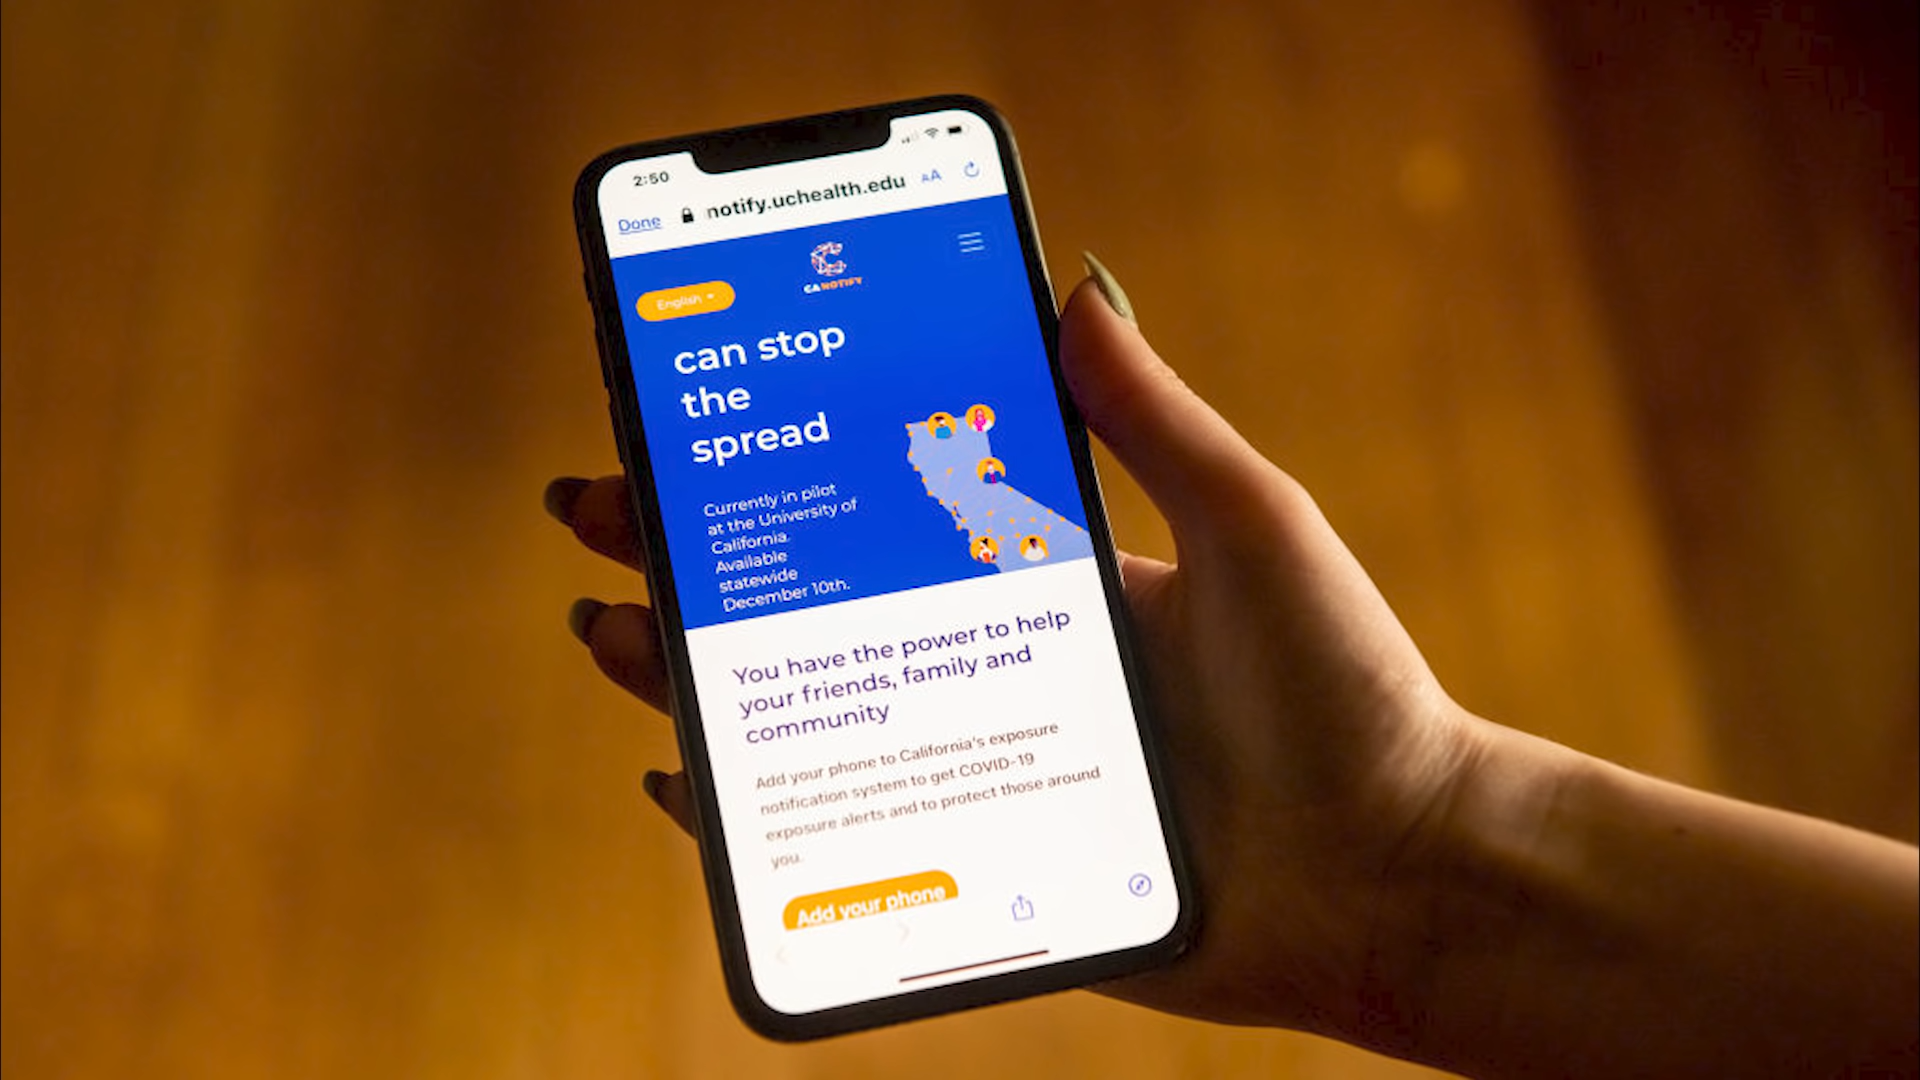 2:50
Done notify.uchealth.edu AA
CA NOTIFY
English
can stop
the
spread
Currently in pilot
at the University of
California.
Available
statewide
December 10th.
You have the power to help
your friends, family and
community
Add your phone to California's exposure
notification system to get COVID-19
exposure alerts and to protect those around
you.
Add your phone